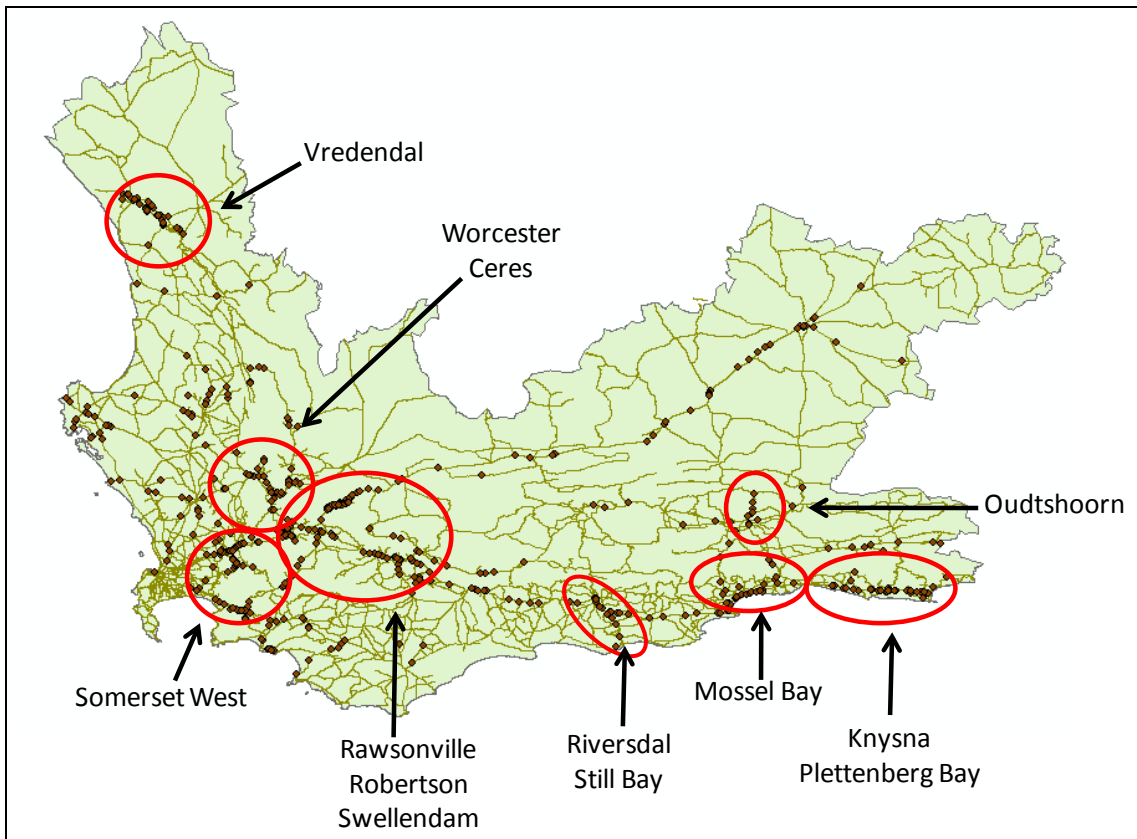 Vredendal
Worcester
Ceres
Oudtshoorn
Mossel Bay
Somerset West
Rawsonville
Robertson
Swellendam
Riversdal
Still Bay
Knysna
Plettenberg Bay